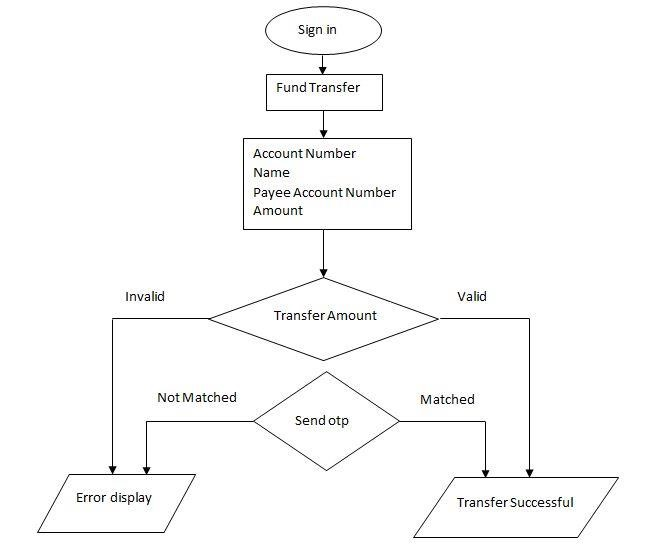 Sign in
Fund Transfer
Account Number
Name
Payee Account Number
Amount
Invalid
Valid
Transfer Amount
Not Matched
Matched
Send otp
Error display
Transfer Successful